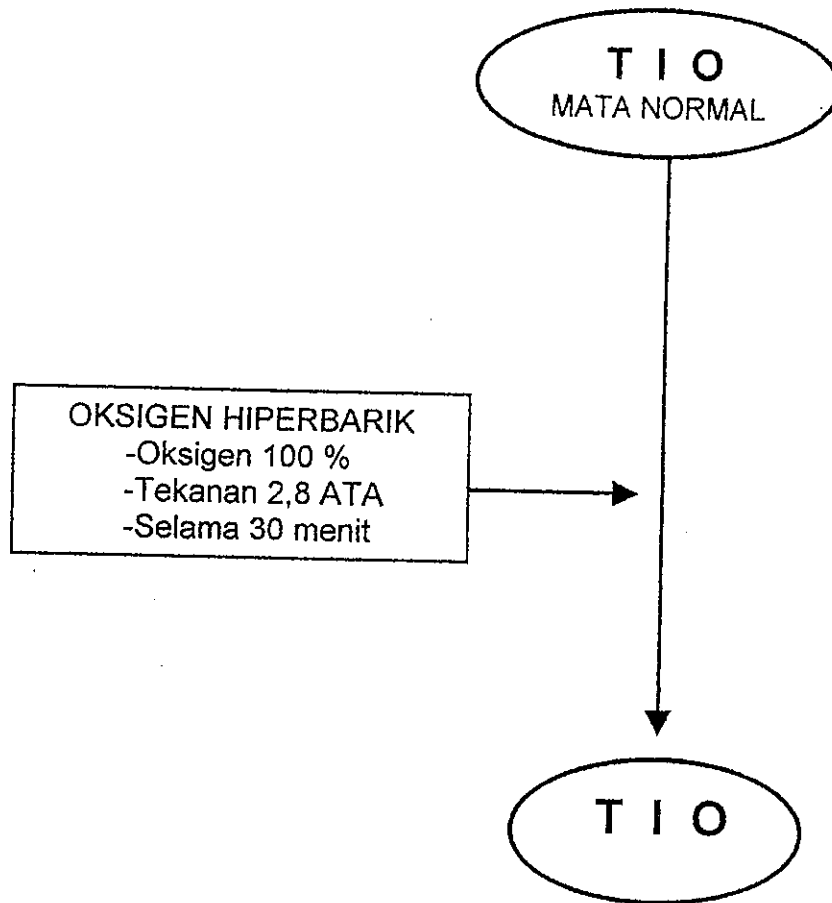 T I O
MATA NORMAL
OKSIGEN HIPERBARIK
-Oksigen 100 %
-Tekanan 2,8 ATA
-Selama 30 menit
T I O